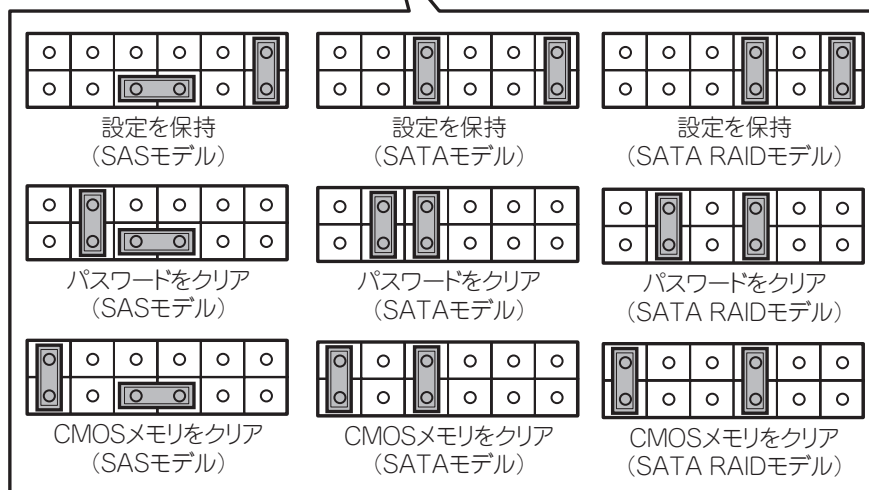 設定を保持
(SASモデル)
設定を保持
(SATAモデル)
設定を保持
(SATA RAIDモデル)
パスワードをクリア
(SASモデル)
パスワードをクリア
(SATAモデル)
パスワードをクリア
(SATA RAIDモデル)
CMOSメモリをクリア
(SASモデル)
CMOSメモリをクリア
(SATAモデル)
CMOSメモリをクリア
(SATA RAIDモデル)